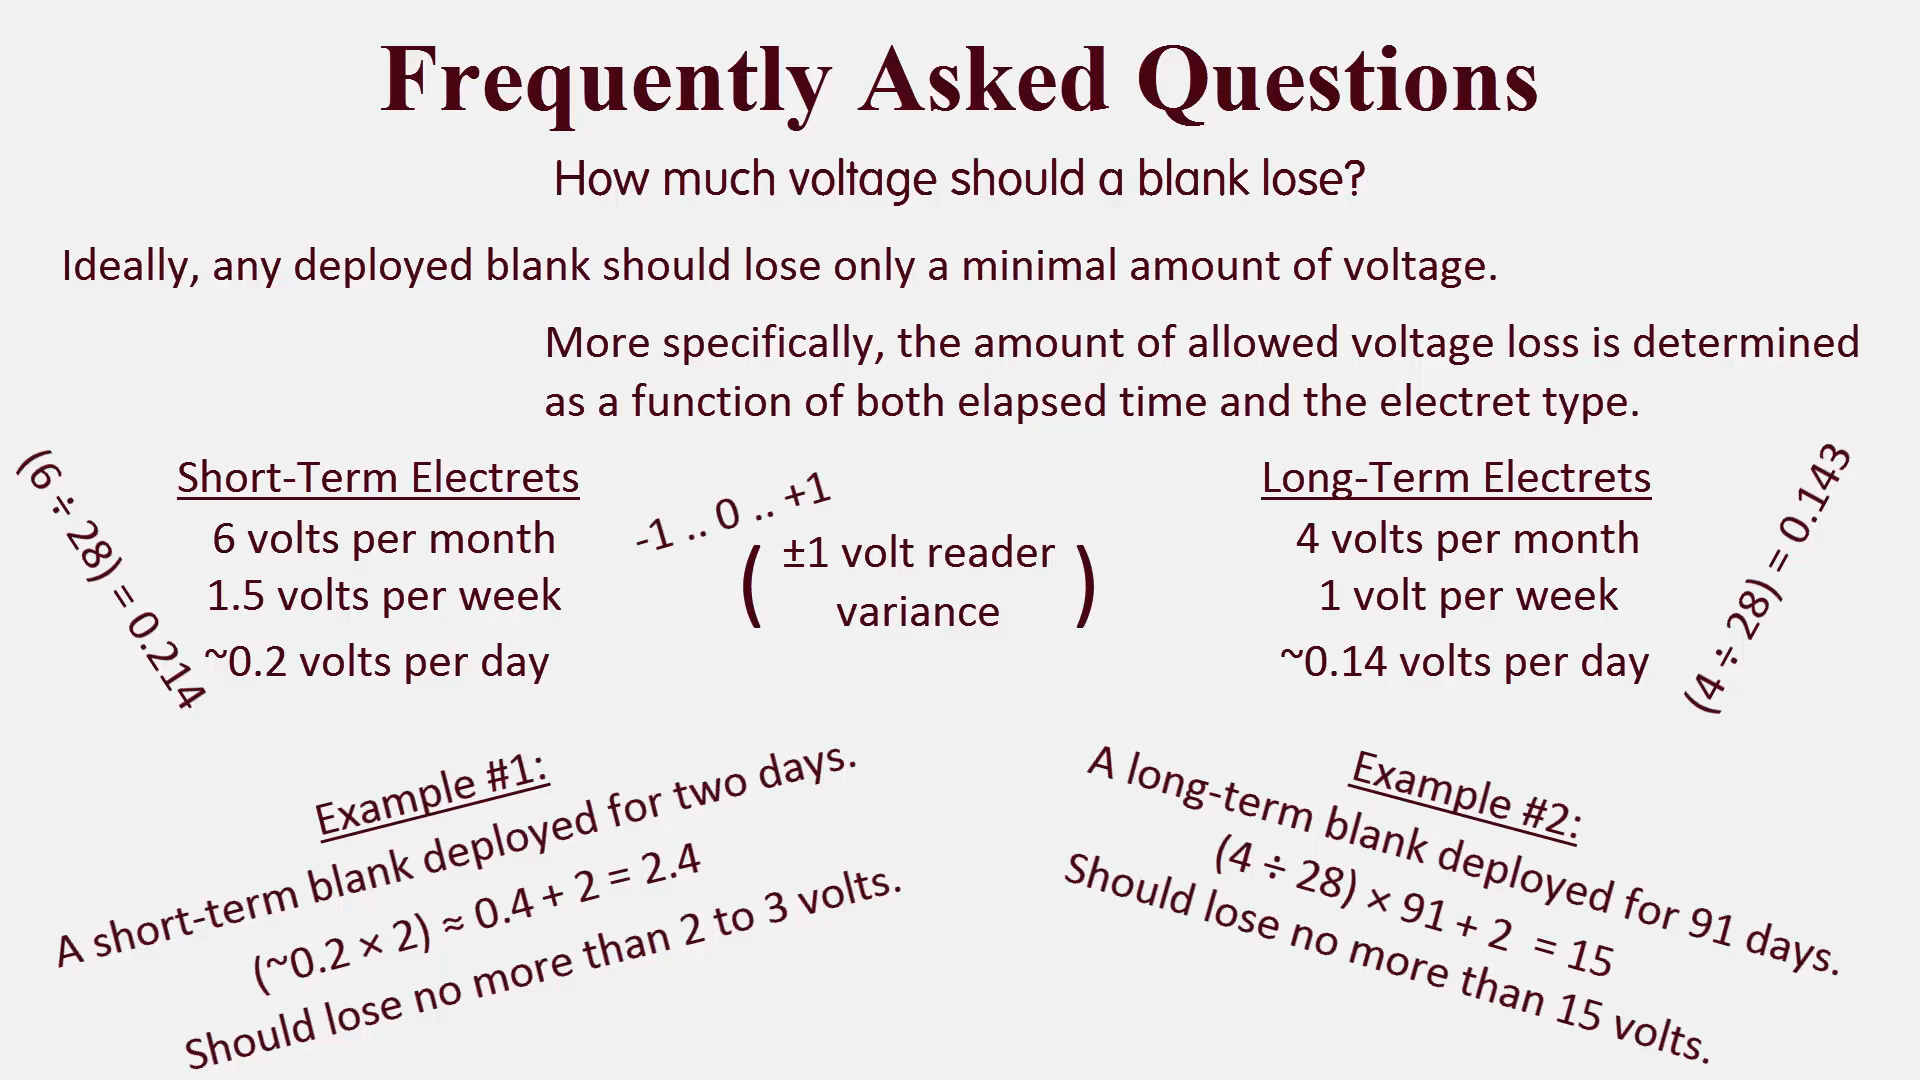 Frequently Asked Questions
How much voltage should a blank lose?
Ideally, any deployed blank should lose only a minimal amount of voltage.
More specifically, the amount of allowed voltage loss is determined
as a function of both elapsed time and the electret type.
(6 ÷ 28) = 0.214
Short-Term Electrets
6 volts per month
1.5 volts per week
~0.2 volts per day
-1 .. 0 .. +1
( ±1 volt reader
variance )
Long-Term Electrets
4 volts per month
1 volt per week
~0.14 volts per day
(4 ÷ 28) = 0.143
Example #1:
A short-term blank deployed for two days.
(~0.2 × 2) ≈ 0.4 + 2 = 2.4
Should lose no more than 2 to 3 volts.
Example #2:
A long-term blank deployed for 91 days.
(4 ÷ 28) × 91 + 2 = 15
Should lose no more than 15 volts.